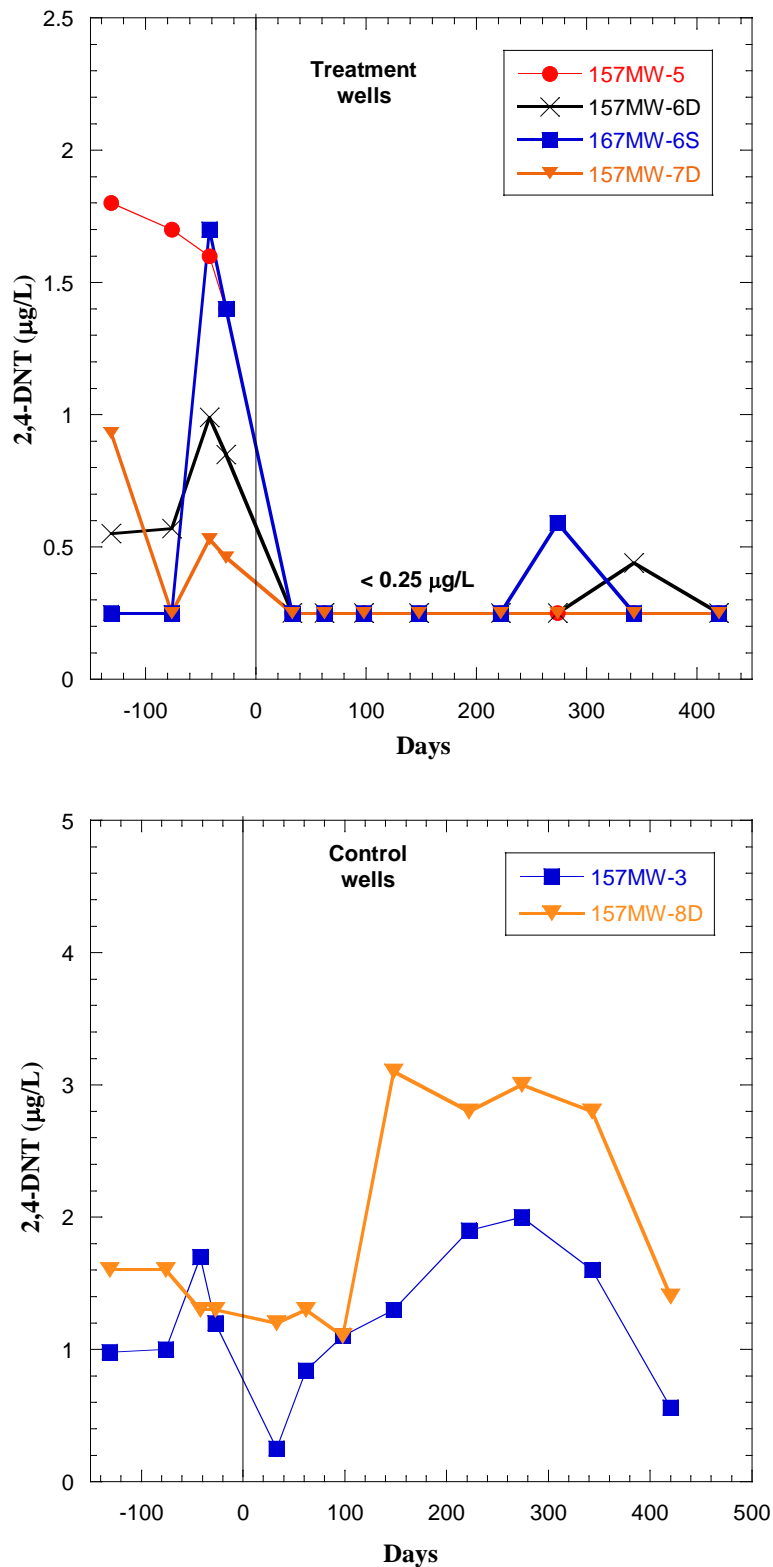 2.5
2
1.5
1
0.5
0
2,4-DNT (µg/L)
Treatment
wells
157MW-5
157MW-6D
167MW-6S
157MW-7D
< 0.25 µg/L
-100 0 100 200 300 400
Days
5
4
3
2
1
0
2,4-DNT (µg/L)
Control
wells
157MW-3
157MW-8D
-100 0 100 200 300 400 500
Days